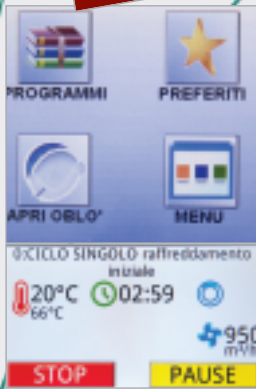 PROGRAMMI PREFERITI
APRI OBLO' MENU
0:CICLO SINGOLO raffreddamento
iniziale
20°C 02:59
66°C
950
m³/h
STOP PAUSE